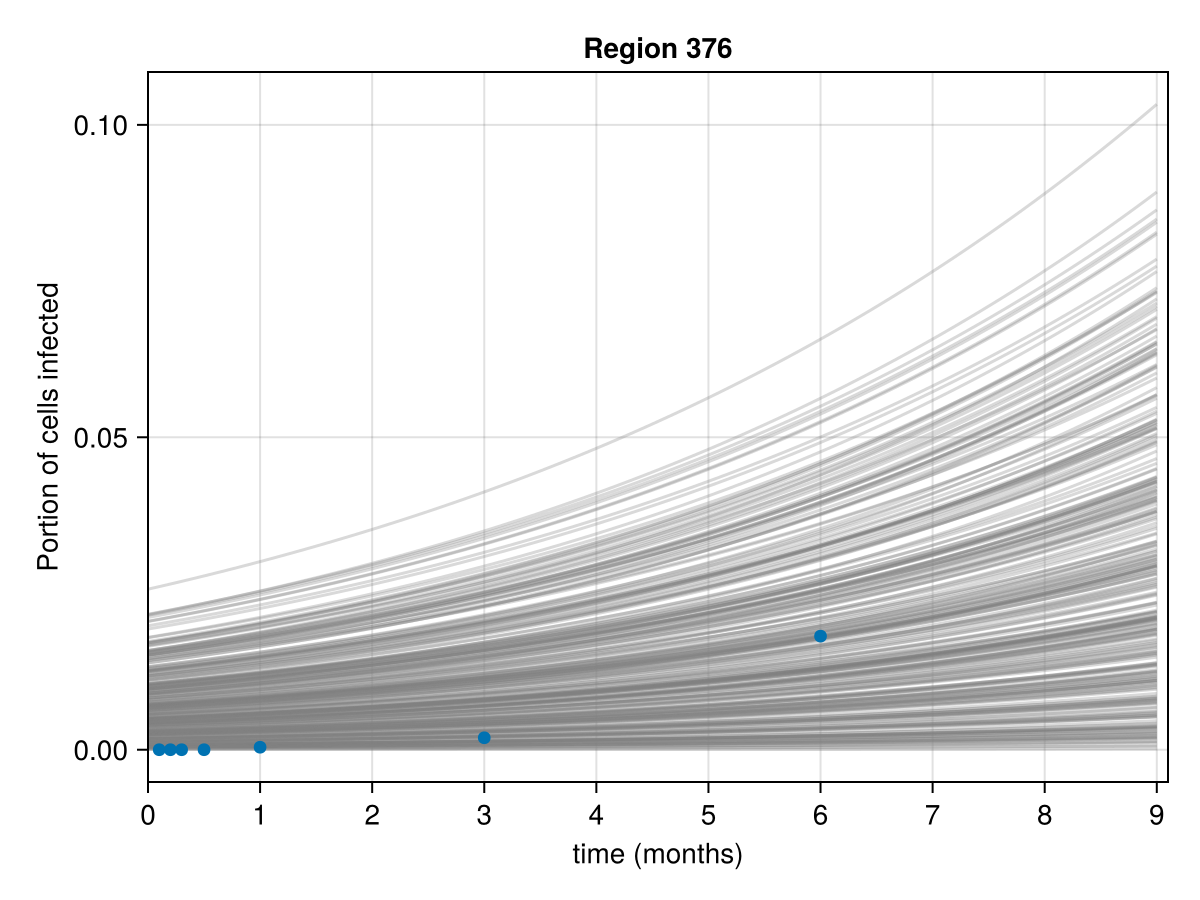 Region 376
0.10
0.05
0.00
Portion of cells infected
0 1 2 3 4 5 6 7 8 9
time (months)